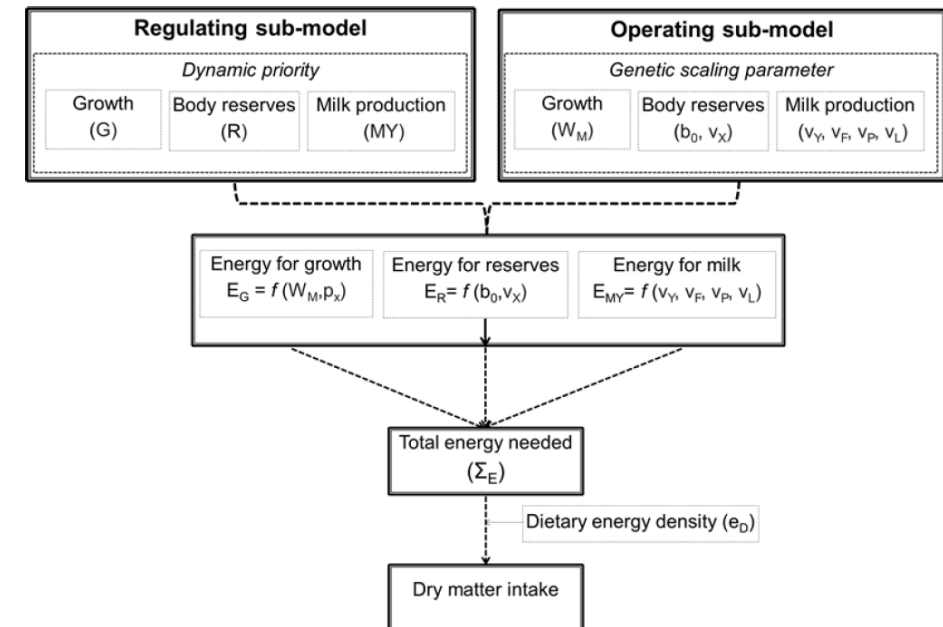 Regulating sub-model
Dynamic priority
Growth
(G)
Body reserves
(R)
Milk production
(MY)
Operating sub-model
Genetic scaling parameter
Growth
(W_M)
Body reserves
(b_0, v_X)
Milk production
(v_Y, v_F, v_P, v_L)
Energy for growth
E_G = f (W_M,p_x)
Energy for reserves
E_R= f (b_0,v_X)
Energy for milk
E_MY= f (v_Y, v_F, v_P, v_L)
Total energy needed
(Σ_E)
Dietary energy density (e_D)
Dry matter intake